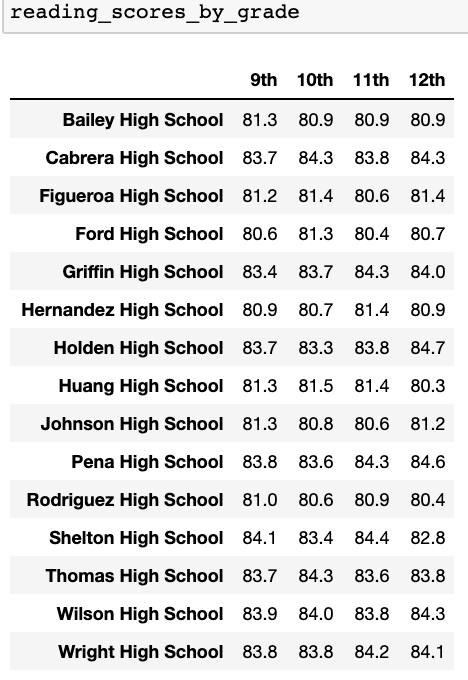 reading_scores_by_grade
9th 10th 11th 12th
Bailey High School 81.3 80.9 80.9 80.9
Cabrera High School 83.7 84.3 83.8 84.3
Figueroa High School 81.2 81.4 80.6 81.4
Ford High School 80.6 81.3 80.4 80.7
Griffin High School 83.4 83.7 84.3 84.0
Hernandez High School 80.9 80.7 81.4 80.9
Holden High School 83.7 83.3 83.8 84.7
Huang High School 81.3 81.5 81.4 80.3
Johnson High School 81.3 80.8 80.6 81.2
Pena High School 83.8 83.6 84.3 84.6
Rodriguez High School 81.0 80.6 80.9 80.4
Shelton High School 84.1 83.4 84.4 82.8
Thomas High School 83.7 84.3 83.6 83.8
Wilson High School 83.9 84.0 83.8 84.3
Wright High School 83.8 83.8 84.2 84.1